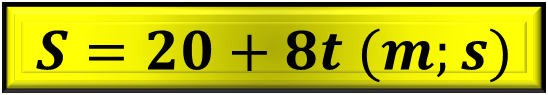 S = 20 + 8t (m; s)